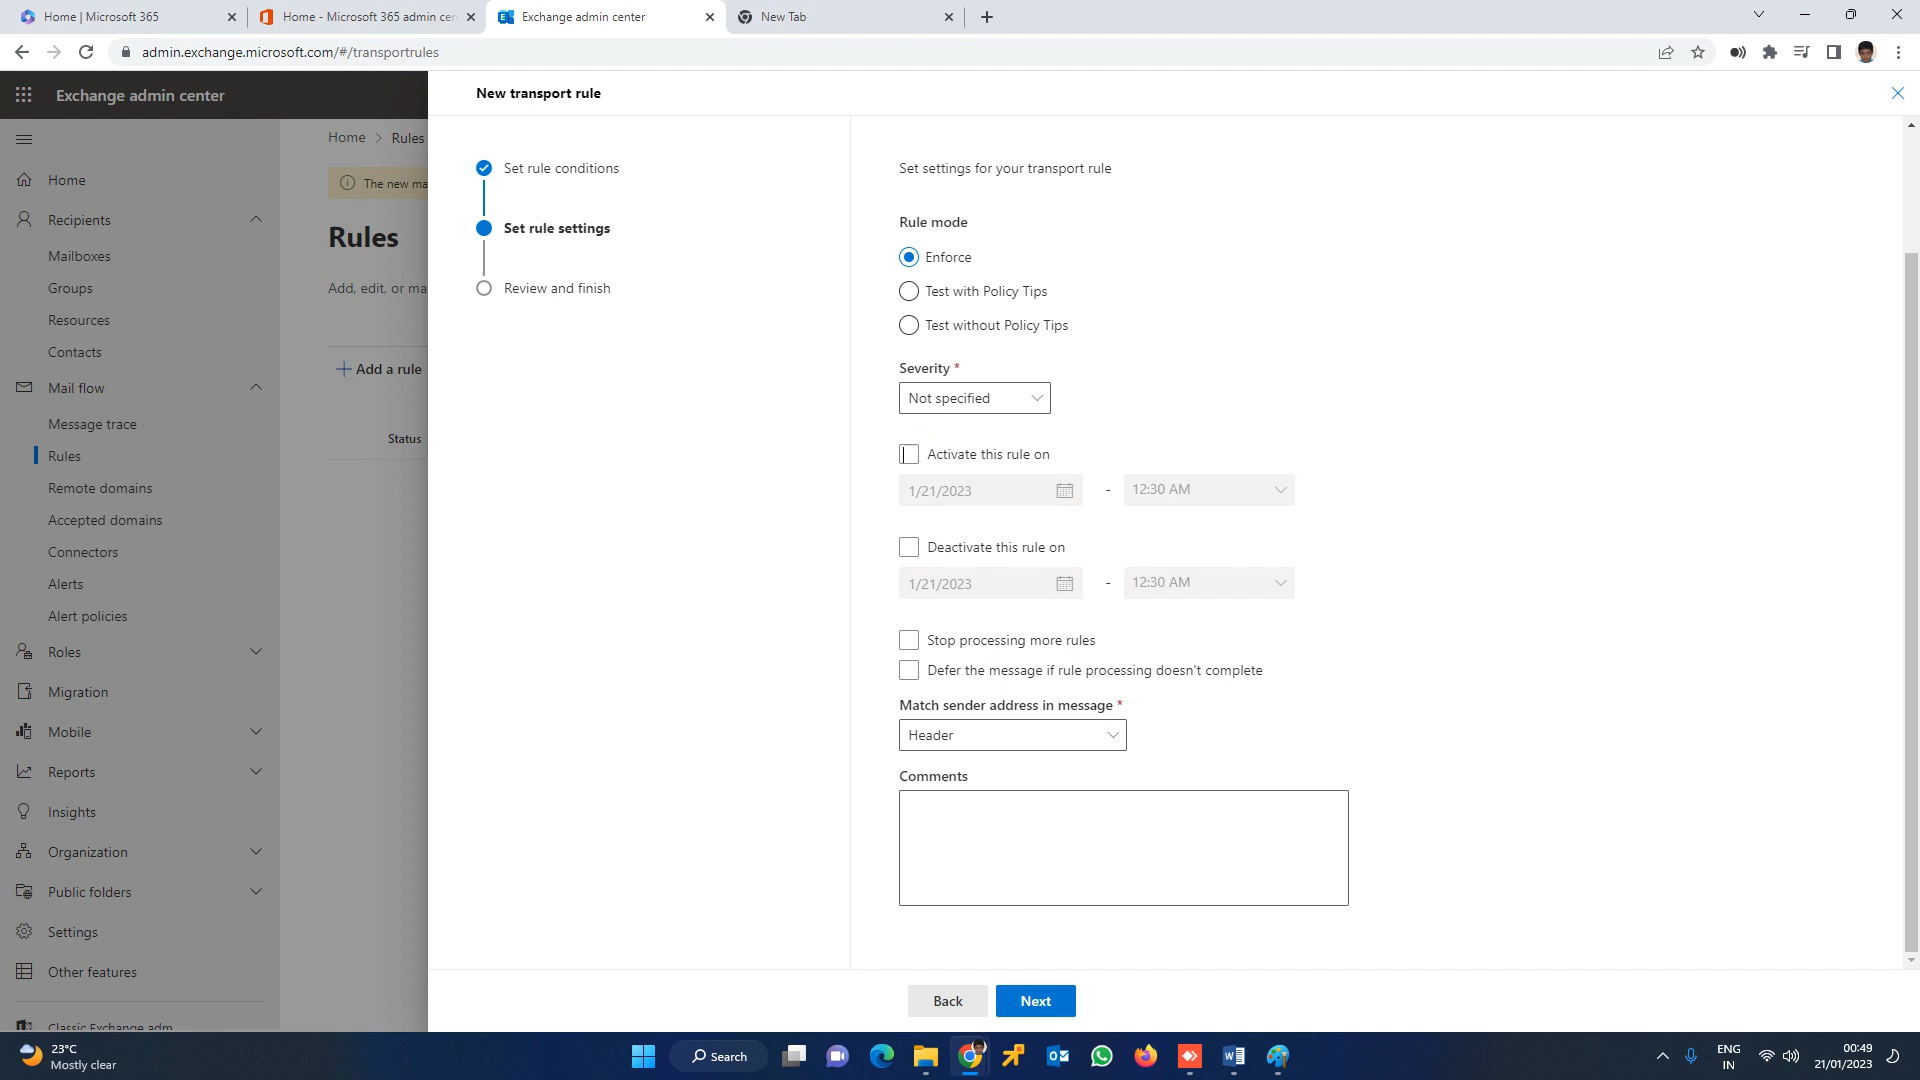 Home | Microsoft 365
Home - Microsoft 365 admin cen
Exchange admin center
New Tab
admin.exchange.microsoft.com/#/transportrules
Exchange admin center
Home
Recipients
Mailboxes
Groups
Resources
Contacts
Mail flow
Message trace
Rules
Remote domains
Accepted domains
Connectors
Alerts
Alert policies
Roles
Migration
Mobile
Reports
Insights
Organization
Public folders
Settings
Other features
Classic Exchange adm
Home > Rules
The new ma
Rules
Add, edit, or ma
Add a rule
Status
New transport rule
Set rule conditions
Set rule settings
Review and finish
Set settings for your transport rule
Rule mode
Enforce
Test with Policy Tips
Test without Policy Tips
Severity *
Not specified
Activate this rule on
1/21/2023 - 12:30 AM
Deactivate this rule on
1/21/2023 - 12:30 AM
Stop processing more rules
Defer the message if rule processing doesn't complete
Match sender address in message *
Header
Comments
Back
Next
23°C
Mostly clear
Search
ENG
IN
00:49
21/01/2023